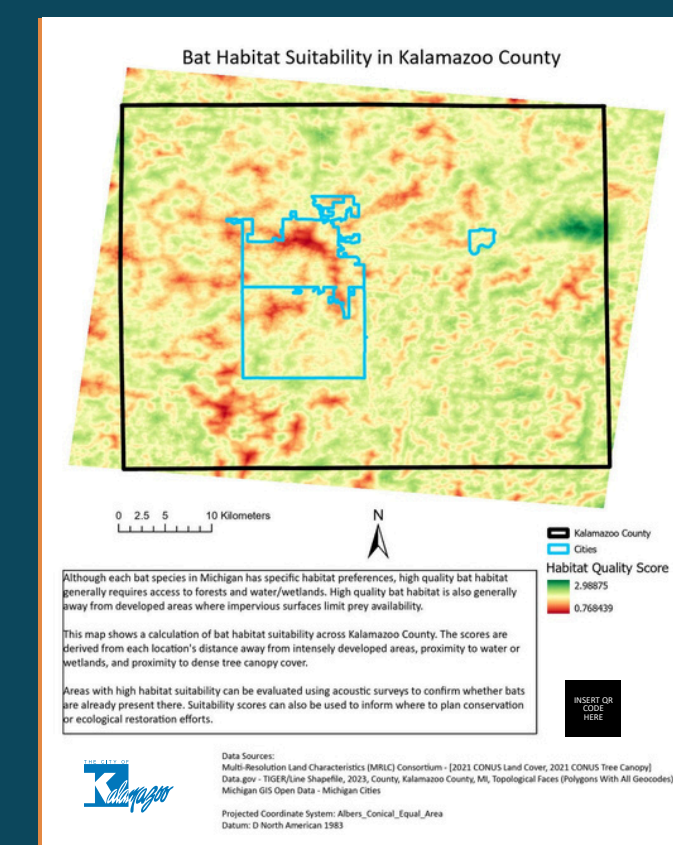 Bat Habitat Suitability in Kalamazoo County
0 2.5 5 10 Kilometers
N
Kalamazoo County
Cities
Habitat Quality Score
2.98875
0.768439
Although each bat species in Michigan has specific habitat preferences, high quality bat habitat
generally requires access to forests and water/wetlands. High quality bat habitat is also generally
away from developed areas where impervious surfaces limit prey availability.
This map shows a calculation of bat habitat suitability across Kalamazoo County. The scores are
derived from each location's distance away from intensely developed areas, proximity to water or
wetlands, and proximity to dense tree canopy cover.
Areas with high habitat suitability can be evaluated using acoustic surveys to confirm whether bats
are already present there. Suitability scores can also be used to inform where to plan conservation
or ecological restoration efforts.
INSERT QR
CODE
HERE
THE CITY OF
Kalamazoo
Data Sources:
Multi-Resolution Land Characteristics (MRLC) Consortium - [2021 CONUS Land Cover, 2021 CONUS Tree Canopy]
Data.gov - TIGER/Line Shapefile, 2023, County, Kalamazoo County, MI, Topological Faces (Polygons With All Geocodes)
Michigan GIS Open Data - Michigan Cities
Projected Coordinate System: Albers_Conical_Equal_Area
Datum: D North American 1983